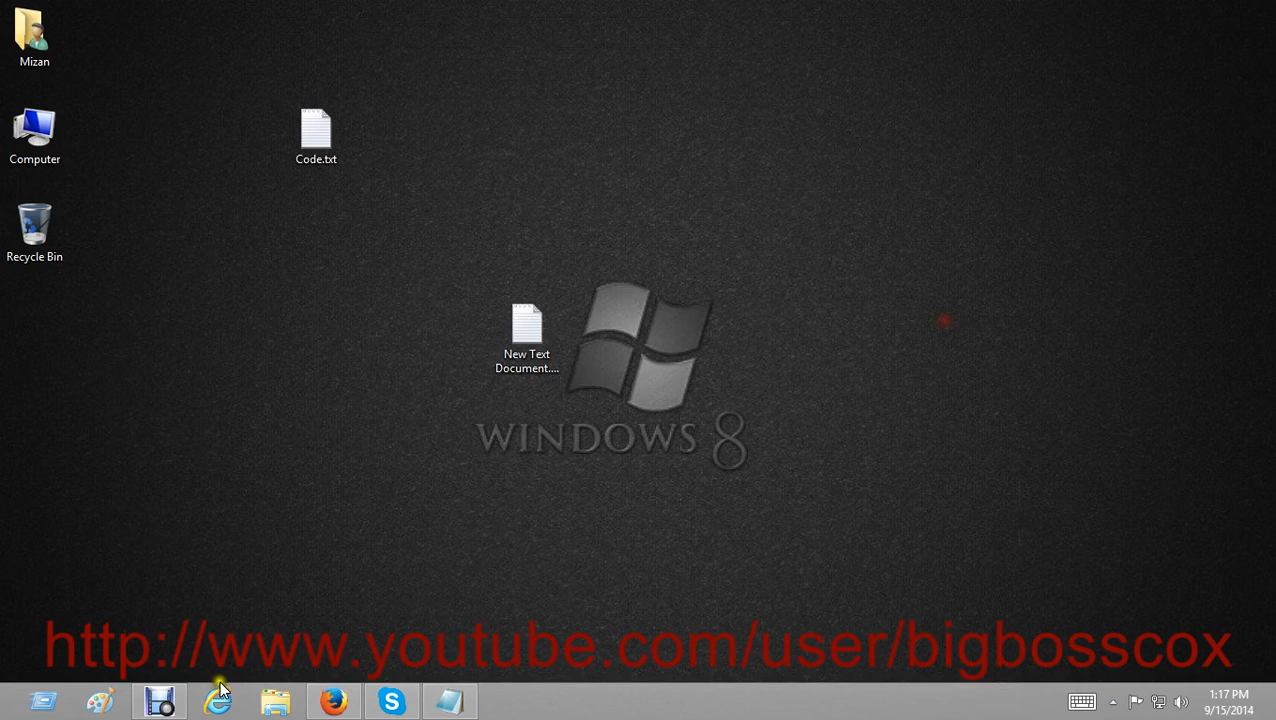 Mizan
Computer
Code.txt
Recycle Bin
New Text
Document....
WINDOWS 8
http://www.youtube.com/user/bigbosscox
1:17 PM
9/15/2014